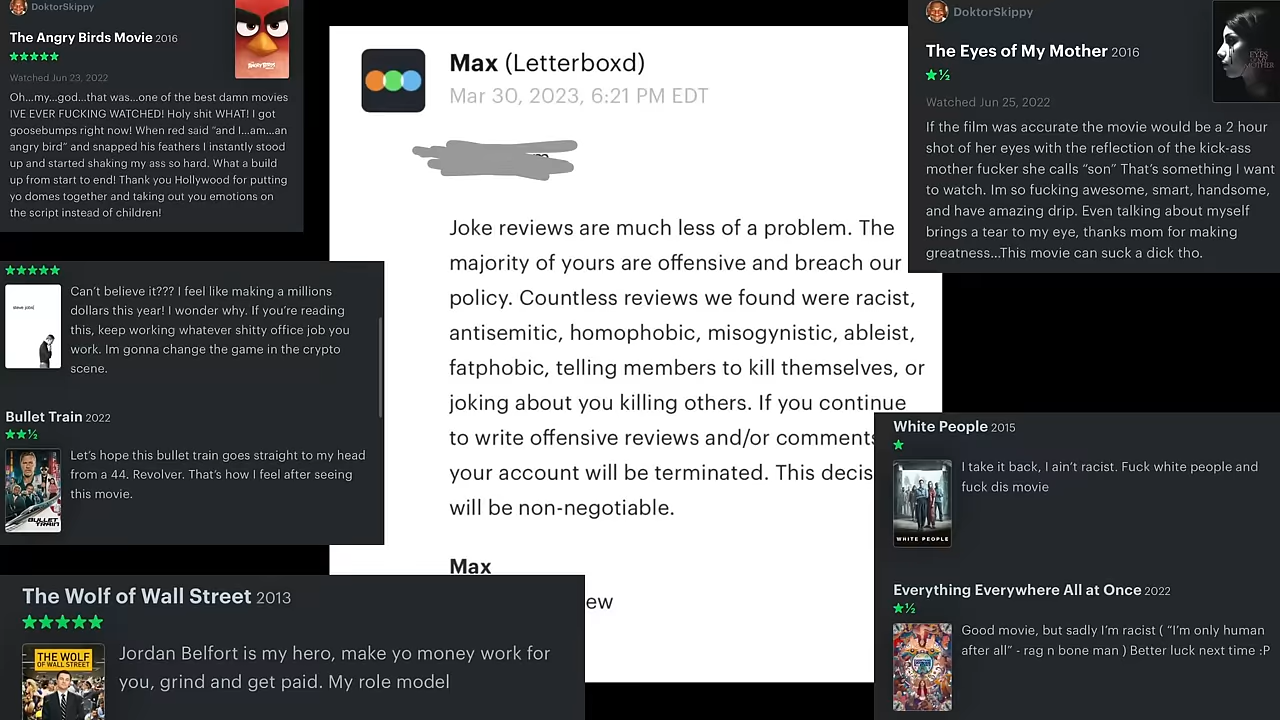 DoktorSkippy
The Angry Birds Movie 2016
★★★★★
Watched Jun 23, 2022
Oh...my...god...that was...one of the best damn movies
IVE EVER FUCKING WATCHED! Holy shit WHAT! I got
goosebumps right now! When red said "and I...am...an
angry bird" and snapped his feathers I instantly stood
up and started shaking my ass so hard. What a build
up from start to end! Thank you Hollywood for putting
yo domes together and taking out you emotions on
the script instead of children!
★★★★★
steve jobs
Can't believe it??? I feel like making a millions
dollars this year! I wonder why. If you're reading
this, keep working whatever shitty office job you
work. Im gonna change the game in the crypto
scene.
Bullet Train 2022
★★½
Let's hope this bullet train goes straight to my head
from a 44. Revolver. That's how I feel after seeing
this movie.
BULLET
TRAIN
The Wolf of Wall Street 2013
★★★★★
THE WOLF
OF WALL STREET
Jordan Belfort is my hero, make yo money work for
you, grind and get paid. My role model
Max (Letterboxd)
Mar 30, 2023, 6:21 PM EDT
Joke reviews are much less of a problem. The
majority of yours are offensive and breach our
policy. Countless reviews we found were racist,
antisemitic, homophobic, misogynistic, ableist,
fatphobic, telling members to kill themselves, or
joking about you killing others. If you continue
to write offensive reviews and/or comments
your account will be terminated. This decis
will be non-negotiable.
Max
ew
DoktorSkippy
The Eyes of My Mother 2016
★½
THE
EYES
OF MY
MOTHER
Watched Jun 25, 2022
If the film was accurate the movie would be a 2 hour
shot of her eyes with the reflection of the kick-ass
mother fucker she calls "son" That's something I want
to watch. Im so fucking awesome, smart, handsome,
and have amazing drip. Even talking about myself
brings a tear to my eye, thanks mom for making
greatness...This movie can suck a dick tho.
White People 2015
★
I take it back, I ain't racist. Fuck white people and
fuck dis movie
WHITE PEOPLE
Everything Everywhere All at Once 2022
★½
Good movie, but sadly I'm racist ( "I'm only human
after all" - rag n bone man ) Better luck next time :P